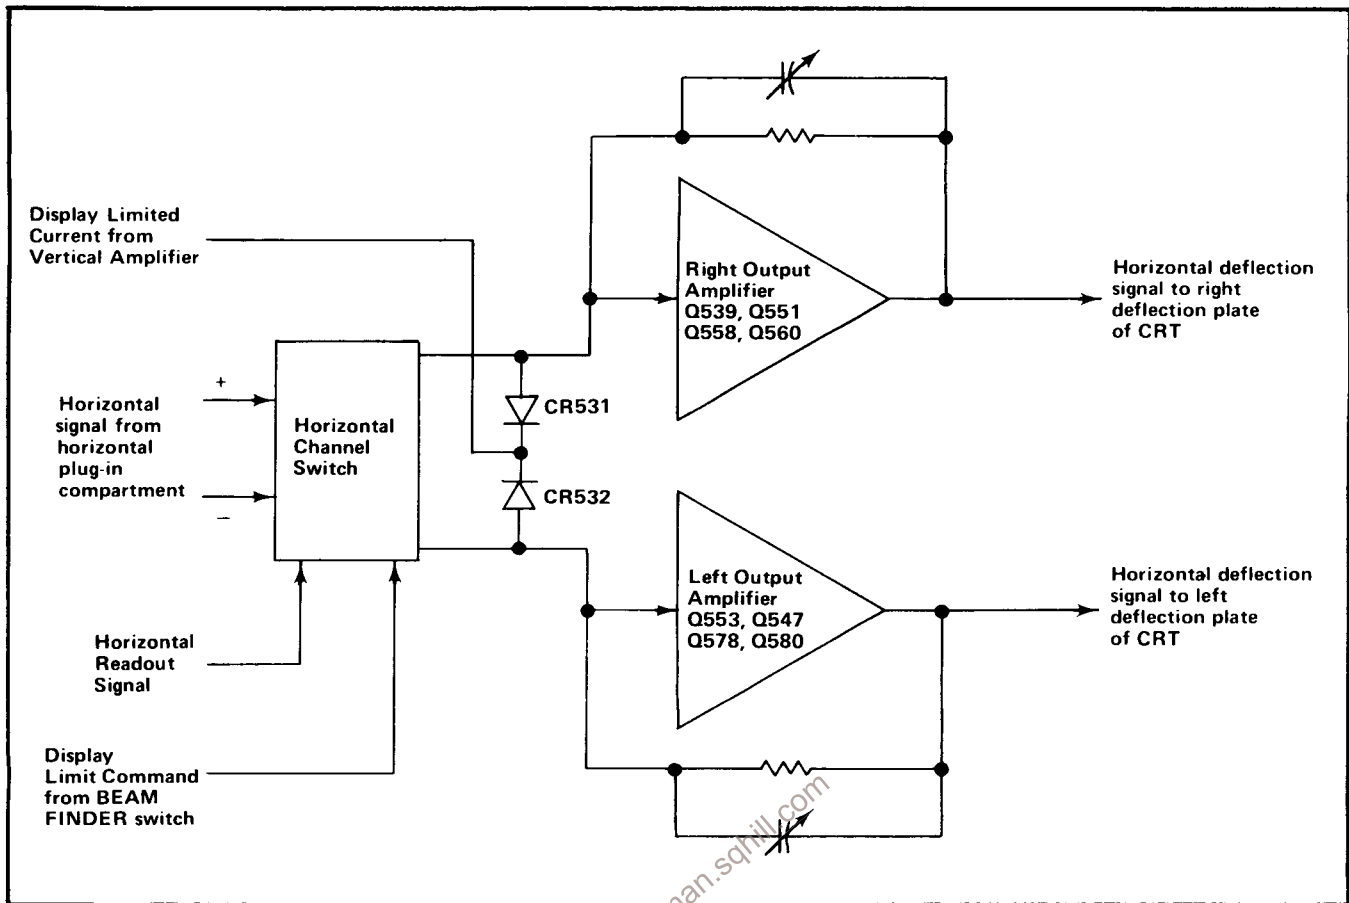 Display Limited
Current from
Vertical Amplifier
Horizontal
signal from
horizontal
plug-in
compartment
+
−
Horizontal
Channel
Switch
Horizontal
Readout
Signal
Display
Limit Command
from BEAM
FINDER switch
CR531
CR532
Right Output
Amplifier
Q539, Q551
Q558, Q560
Horizontal deflection
signal to right
deflection plate
of CRT
Left Output
Amplifier
Q553, Q547
Q578, Q580
Horizontal deflection
signal to left
deflection plate
of CRT
man.sqhill.com